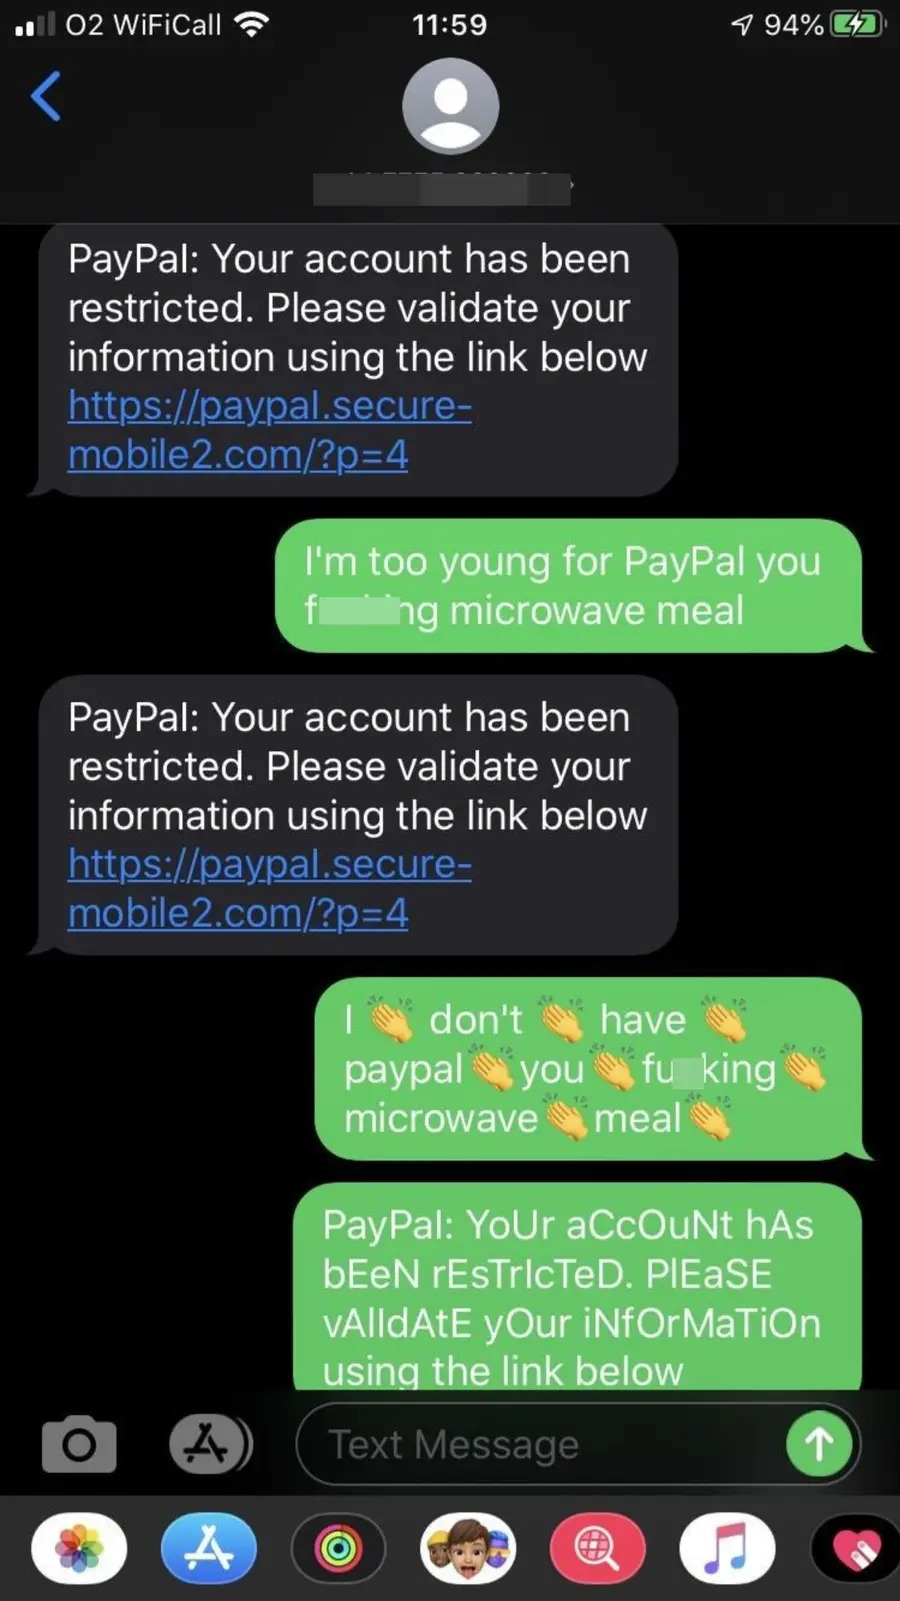 O2 WiFiCall 11:59 94%
PayPal: Your account has been
restricted. Please validate your
information using the link below
https://paypal.secure-
mobile2.com/?p=4
I'm too young for PayPal you
microwave meal
PayPal: Your account has been
restricted. Please validate your
information using the link below
https://paypal.secure-
mobile2.com/?p=4
I 👏 don't 👏 have 👏
paypal👏you👏fu king👏
microwave👏meal👏
PayPal: YoUr aCcOuNt hAs
bEeN rEsTrIcTeD. PlEaSE
vAlIdAtE yOur iNfOrMaTiOn
using the link below
Text Message